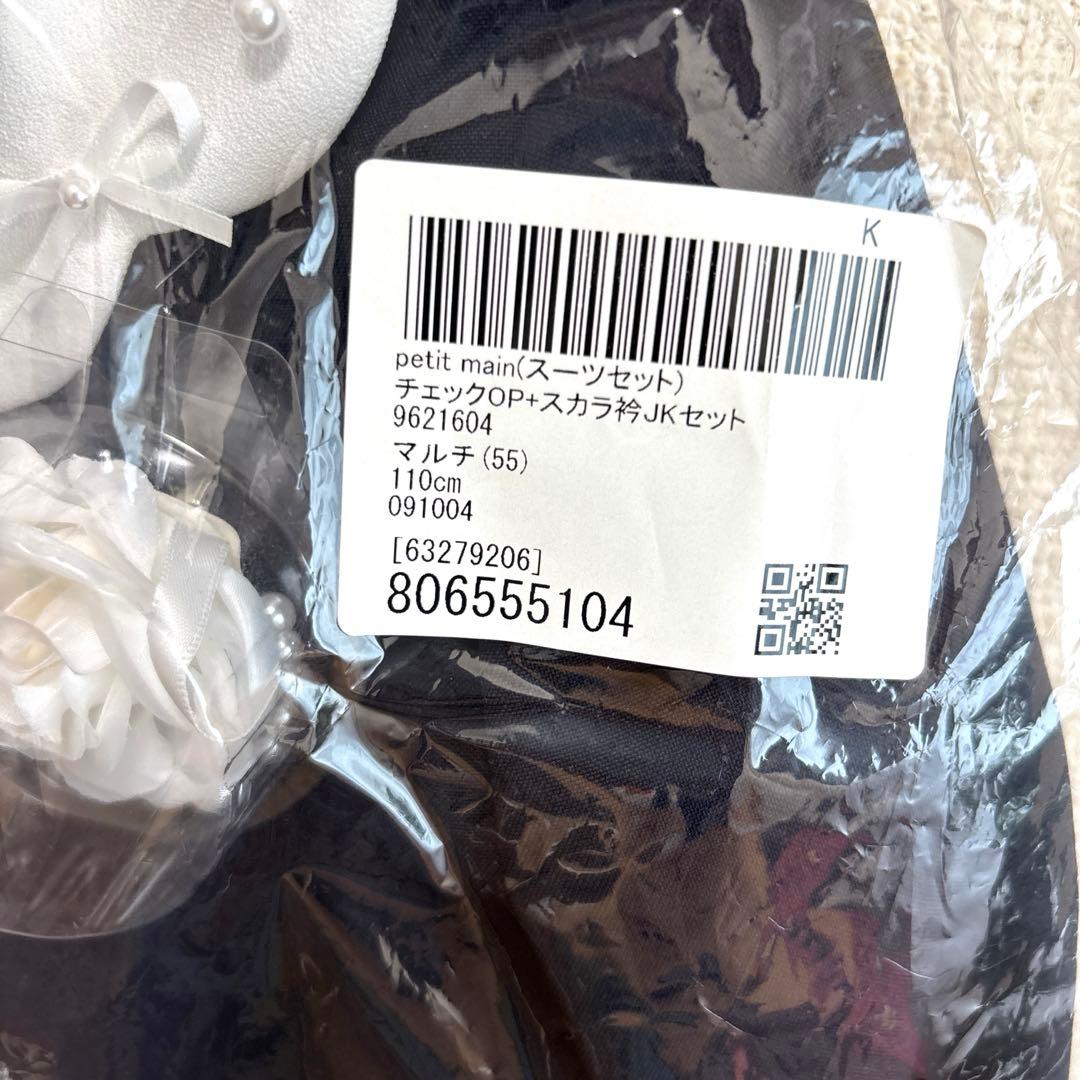 K
petit main(スーツセット)
チェックOP+スカラ衿JKセット
9621604
マルチ(55)
110cm
091004
[63279206]
806555104